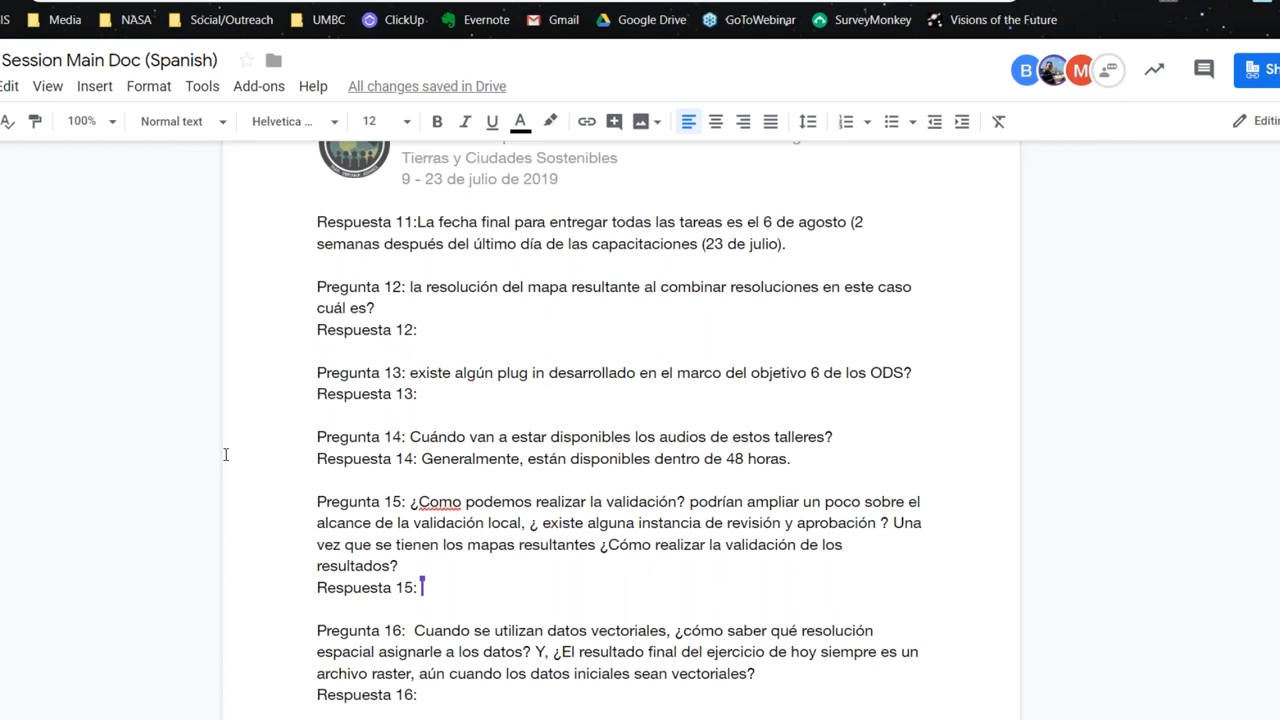 IS Media NASA Social/Outreach UMBC ClickUp Evernote Gmail Google Drive GoToWebinar SurveyMonkey Visions of the Future
Session Main Doc (Spanish)
B M
Edit View Insert Format Tools Add-ons Help All changes saved in Drive
100% Normal text Helvetica ... 12 B I U A
Tierras y Ciudades Sostenibles
9 - 23 de julio de 2019
Respuesta 11:La fecha final para entregar todas las tareas es el 6 de agosto (2
semanas después del último día de las capacitaciones (23 de julio).
Pregunta 12: la resolución del mapa resultante al combinar resoluciones en este caso
cuál es?
Respuesta 12:
Pregunta 13: existe algún plug in desarrollado en el marco del objetivo 6 de los ODS?
Respuesta 13:
Pregunta 14: Cuándo van a estar disponibles los audios de estos talleres?
Respuesta 14: Generalmente, están disponibles dentro de 48 horas.
Pregunta 15: ¿Como podemos realizar la validación? podrían ampliar un poco sobre el
alcance de la validación local, ¿ existe alguna instancia de revisión y aprobación ? Una
vez que se tienen los mapas resultantes ¿Cómo realizar la validación de los
resultados?
Respuesta 15:
Pregunta 16:  Cuando se utilizan datos vectoriales, ¿cómo saber qué resolución
espacial asignarle a los datos? Y, ¿El resultado final del ejercicio de hoy siempre es un
archivo raster, aún cuando los datos iniciales sean vectoriales?
Respuesta 16: